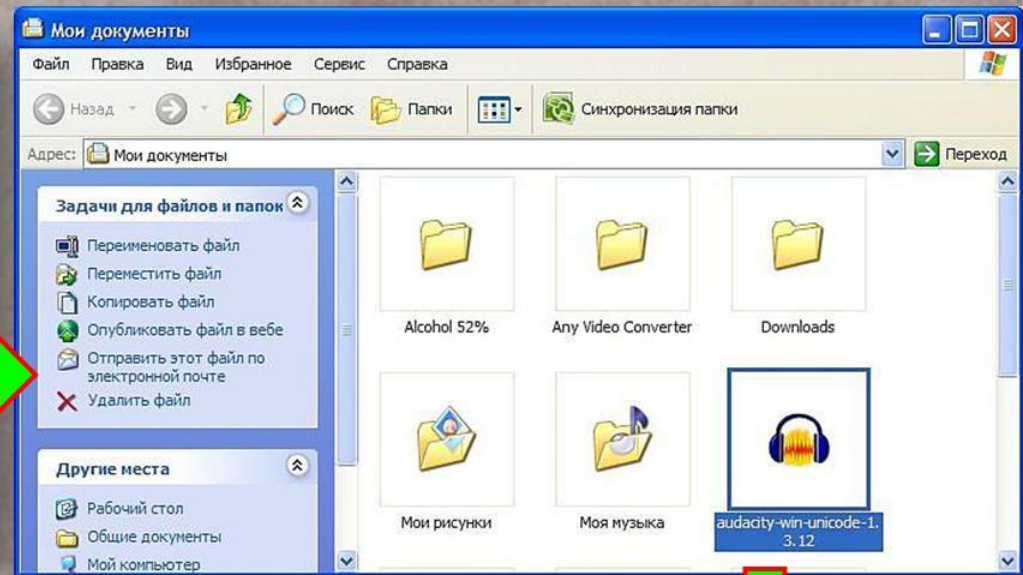 Мои документы
Файл Правка Вид Избранное Сервис Справка
Назад Поиск Папки Синхронизация папки
Адрес: Мои документы Переход
Задачи для файлов и папок
Переименовать файл
Переместить файл
Копировать файл
Опубликовать файл в вебе
Отправить этот файл по
электронной почте
Удалить файл
Другие места
Рабочий стол
Общие документы
Мой компьютер
Alcohol 52% Any Video Converter Downloads
Мои рисунки Моя музыка audacity-win-unicode-1.
3.12